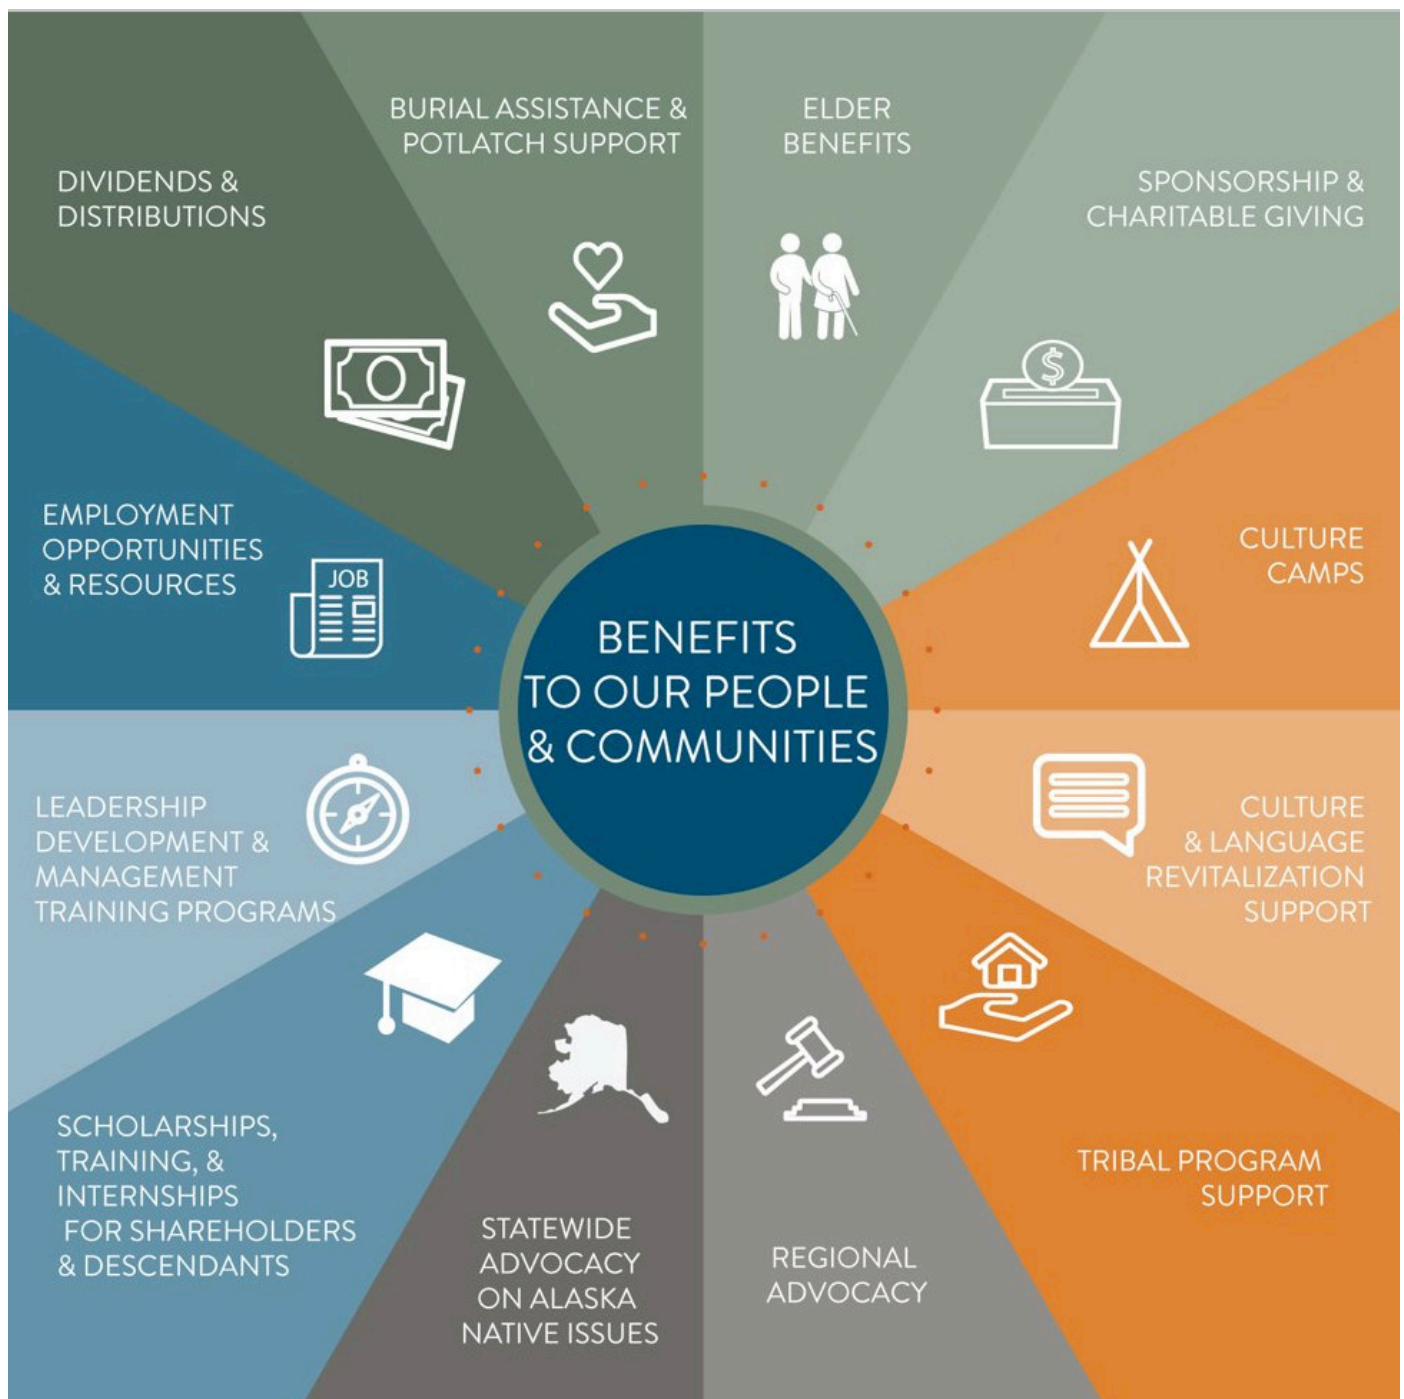 BURIAL ASSISTANCE &
POTLATCH SUPPORT
ELDER
BENEFITS
SPONSORSHIP &
CHARITABLE GIVING
CULTURE
CAMPS
CULTURE
& LANGUAGE
REVITALIZATION
SUPPORT
TRIBAL PROGRAM
SUPPORT
REGIONAL
ADVOCACY
STATEWIDE
ADVOCACY
ON ALASKA
NATIVE ISSUES
SCHOLARSHIPS,
TRAINING, &
INTERNSHIPS
FOR SHAREHOLDERS
& DESCENDANTS
LEADERSHIP
DEVELOPMENT &
MANAGEMENT
TRAINING PROGRAMS
EMPLOYMENT
OPPORTUNITIES
& RESOURCES
JOB
DIVIDENDS &
DISTRIBUTIONS
$
BENEFITS
TO OUR PEOPLE
& COMMUNITIES